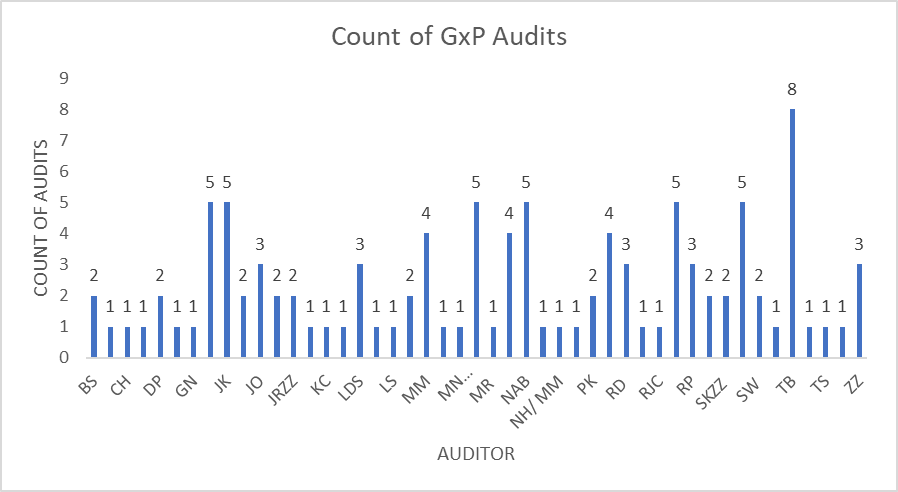 Count of GxP Audits
COUNT OF AUDITS
9
8
7
6
5
4
3
2
1
0
2 1 1 1 2 1 1 5 5 2 3 2 2 1 1 1 3 1 1 2 4 1 1 5 1 4 5 1 1 1 2 4 3 1 1 5 3 2 2 5 2 1 8 1 1 1 3
BS CH DP GN JK JO JRZZ KC LDS LS MM MN... MR NAB NH/ MM PK RD RJC RP SKZZ SW TB TS ZZ
AUDITOR